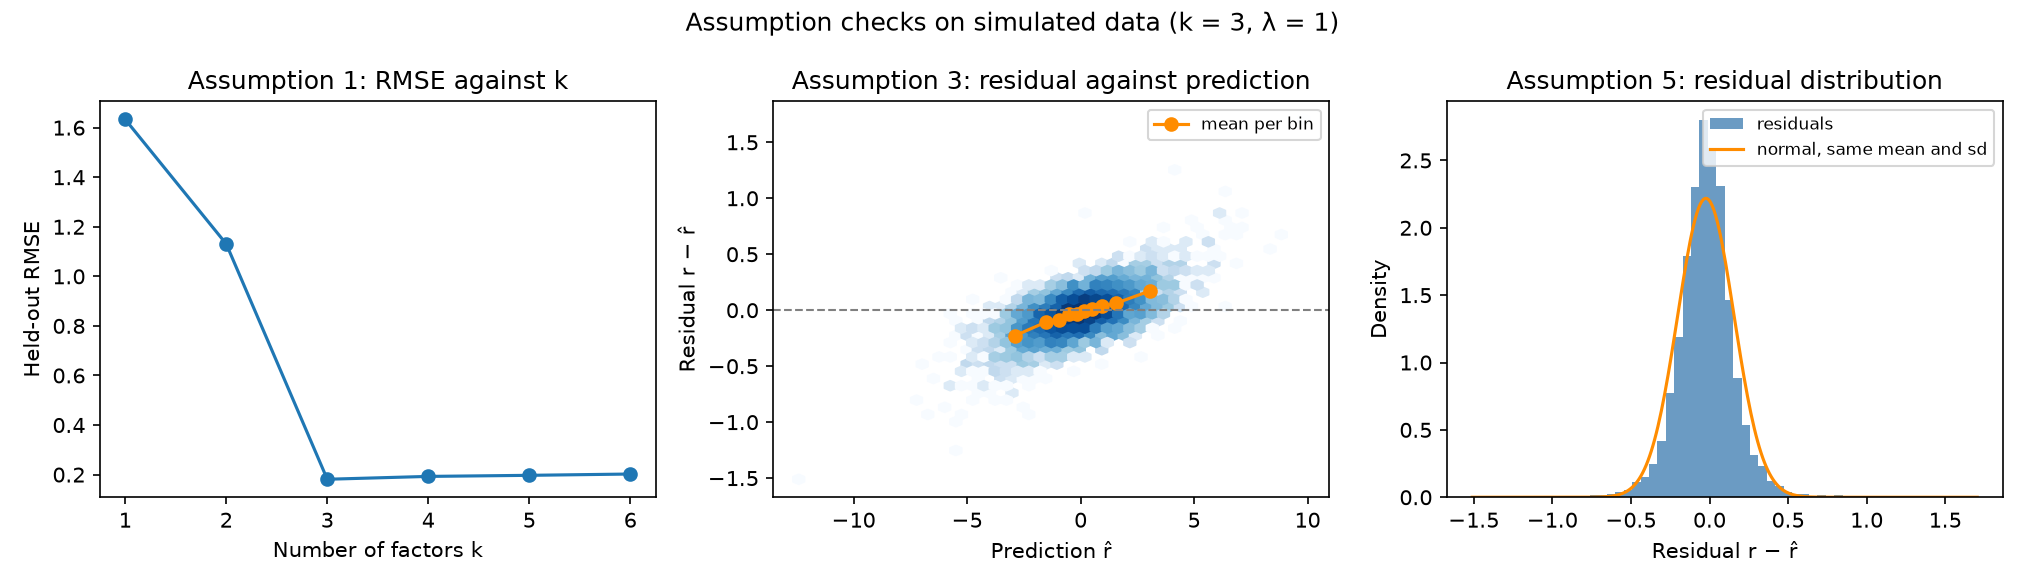 Assumption checks on simulated data (k = 3, λ = 1)
Assumption 1: RMSE against k
Held-out RMSE
1.6
1.4
1.2
1.0
0.8
0.6
0.4
0.2
1 2 3 4 5 6
Number of factors k
Assumption 3: residual against prediction
mean per bin
Residual r − r̂
1.5
1.0
0.5
0.0
−0.5
−1.0
−1.5
−10 −5 0 5 10
Prediction r̂
Assumption 5: residual distribution
residuals
normal, same mean and sd
Density
2.5
2.0
1.5
1.0
0.5
0.0
−1.5 −1.0 −0.5 0.0 0.5 1.0 1.5
Residual r − r̂